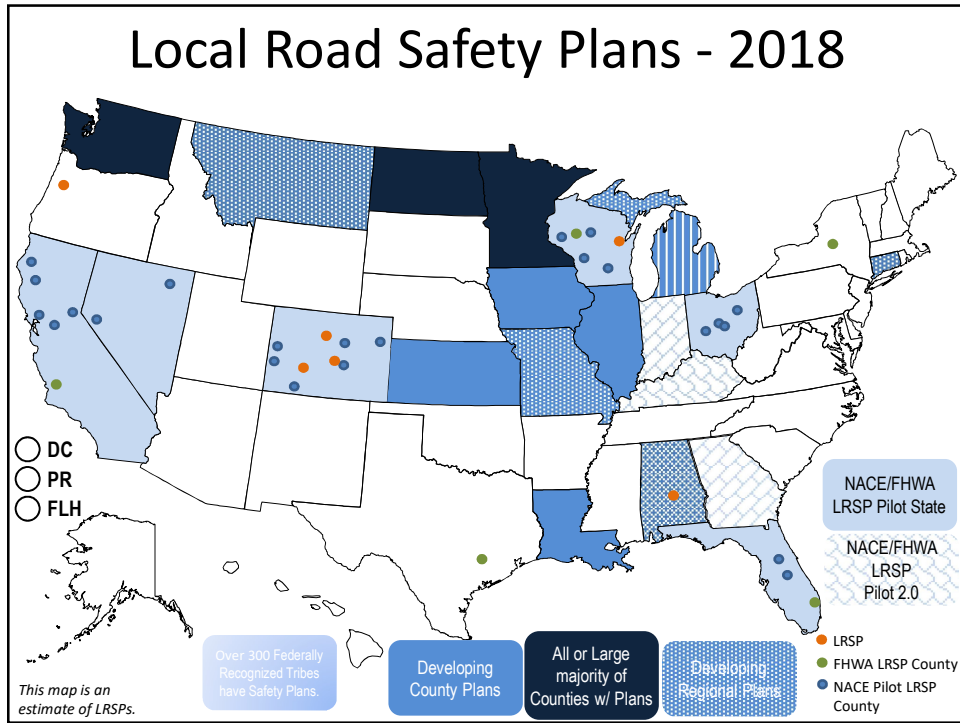 Local Road Safety Plans - 2018
DC
PR
FLH
NACE/FHWA
LRSP Pilot State
NACE/FHWA
LRSP
Pilot 2.0
LRSP
FHWA LRSP County
NACE Pilot LRSP
County
Over 300 Federally
Recognized Tribes
have Safety Plans.
Developing
County Plans
All or Large
majority of
Counties w/ Plans
Developing
Regional Plans
This map is an
estimate of LRSPs.